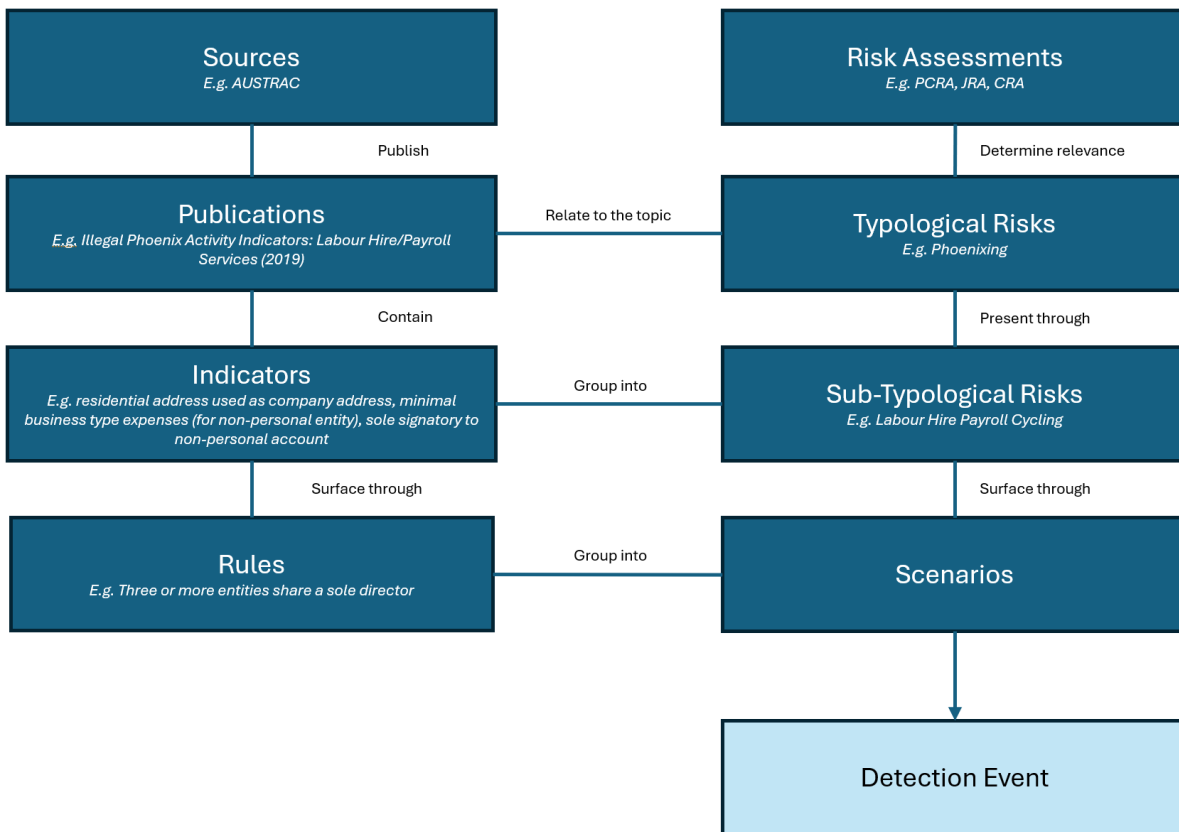 Sources
E.g. AUSTRAC
Risk Assessments
E.g. PCRA, JRA, CRA
Publish
Determine relevance
Publications
E.g. Illegal Phoenix Activity Indicators: Labour Hire/Payroll
Services (2019)
Relate to the topic
Typological Risks
E.g. Phoenixing
Contain
Present through
Indicators
E.g. residential address used as company address, minimal
business type expenses (for non-personal entity), sole signatory to
non-personal account
Group into
Sub-Typological Risks
E.g. Labour Hire Payroll Cycling
Surface through
Surface through
Rules
E.g. Three or more entities share a sole director
Group into
Scenarios
Detection Event